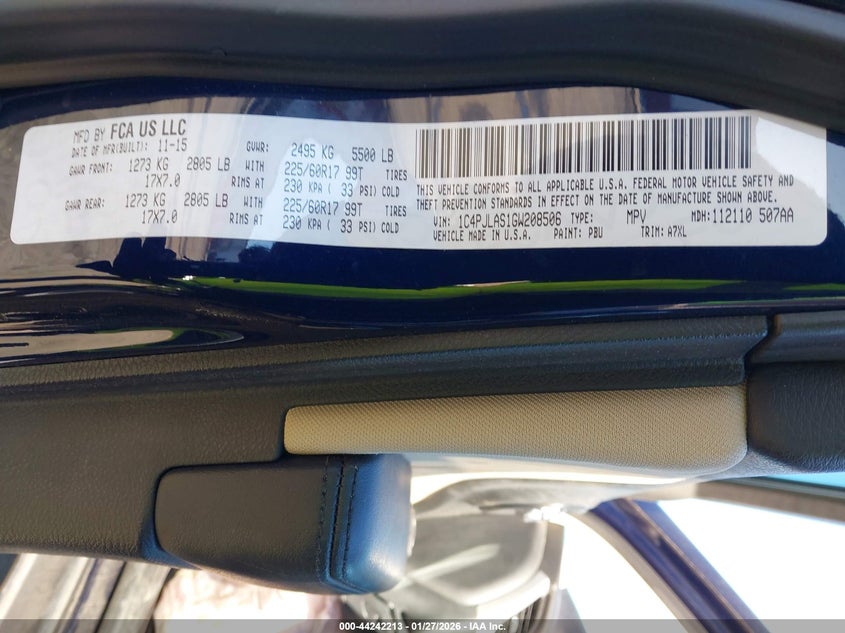 MFD BY FCA US LLC
DATE OF MFR(BUILT): 11-15 GVWR: 2495 KG 5500 LB
GAWR FRONT: 1273 KG 2805 LB WITH 225/60R17 99T TIRES
17X7.0 RIMS AT 230 KPA ( 33 PSI) COLD
GAWR REAR: 1273 KG 2805 LB WITH 225/60R17 99T TIRES
17X7.0 RIMS AT 230 KPA ( 33 PSI) COLD
THIS VEHICLE CONFORMS TO ALL APPLICABLE U.S.A. FEDERAL MOTOR VEHICLE SAFETY AND
THEFT PREVENTION STANDARDS IN EFFECT ON THE DATE OF MANUFACTURE SHOWN ABOVE.
VIN: 1C4PJLAS1GW208506 TYPE: MPV MDH: 112110 507AA
VEHICLE MADE IN U.S.A. PAINT: PBU TRIM: A7XL
000-44242213 - 01/27/2026 - IAA Inc.